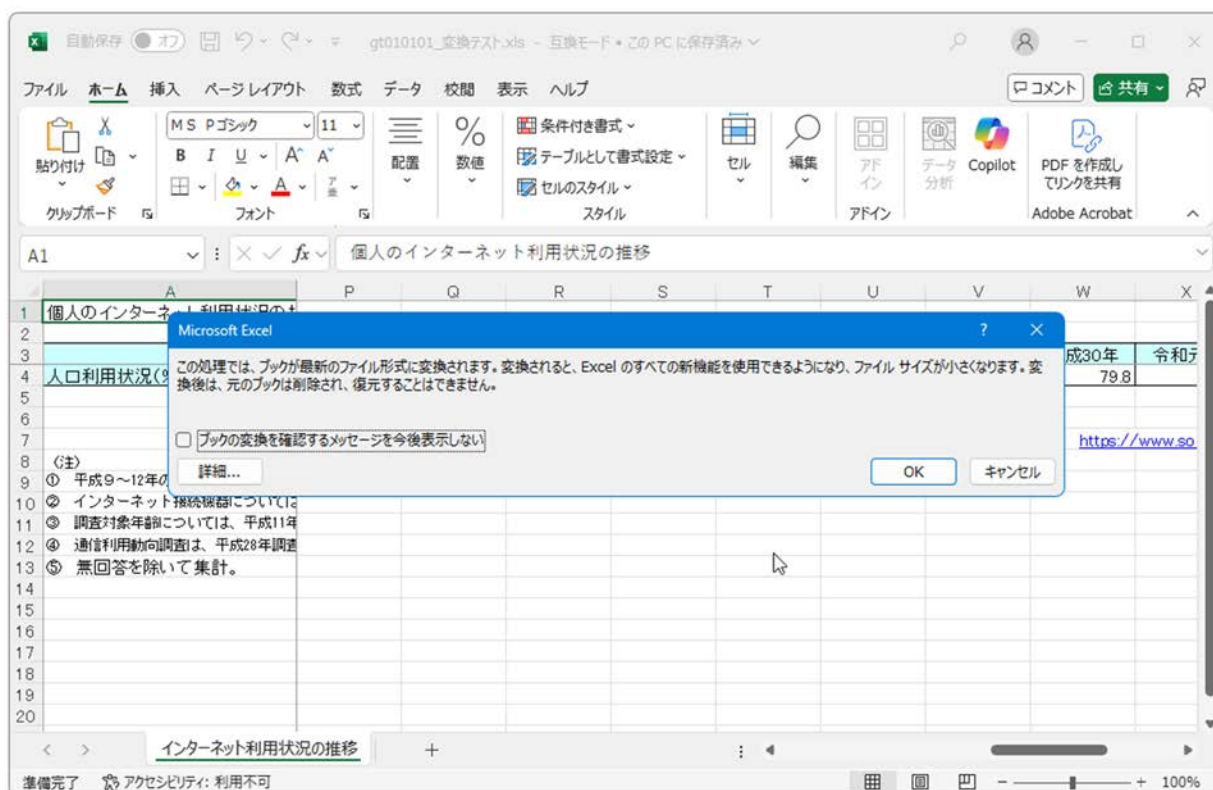 自動保存 オフ gt010101_変換テスト.xls - 互換モード • この PC に保存済み
ファイル ホーム 挿入 ページ レイアウト 数式 データ 校閲 表示 ヘルプ コメント 共有
貼り付け
クリップボード
MS Pゴシック 11
B I U A A
フォント
配置
% 数値
条件付き書式
テーブルとして書式設定
セルのスタイル
スタイル
セル
編集
アドイン
アドイン
データ分析
Copilot
PDF を作成し
てリンクを共有
Adobe Acrobat
A1 fx 個人のインターネット利用状況の推移
A P Q R S T U V W X
1 個人のインターネット利用状況の
2
3 成30年 令和元
4 人口利用状況(% 79.8
5
6
7 https://www.so
8 (注)
9 ① 平成9～12年の
10 ② インターネット接続機器については
11 ③ 調査対象年齢については、平成11年
12 ④ 通信利用動向調査は、平成28年調査
13 ⑤ 無回答を除いて集計。
14
15
16
17
18
19
20
Microsoft Excel ? ×
この処理では、ブックが最新のファイル形式に変換されます。変換されると、Excel のすべての新機能を使用できるようになり、ファイル サイズが小さくなります。変
換後は、元のブックは削除され、復元することはできません。
ブックの変換を確認するメッセージを今後表示しない
詳細... OK キャンセル
インターネット利用状況の推移 +
準備完了 アクセシビリティ: 利用不可 - + 100%